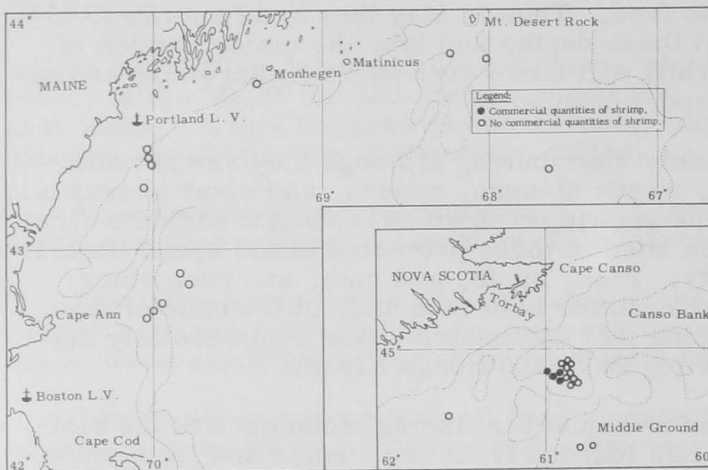 44°
Mt. Desert Rock
Matinicus
Monhegen
MAINE
Legend:
Commercial quantities of shrimp.
No commercial quantities of shrimp.
Portland L. V.
69
68
67
43
NOVA SCOTIA
Cape Canso
Torbay
Canso Bank
Cape Ann
45
Boston L.V.
Middle Ground
Cape Cod
42°
70
62
61
60